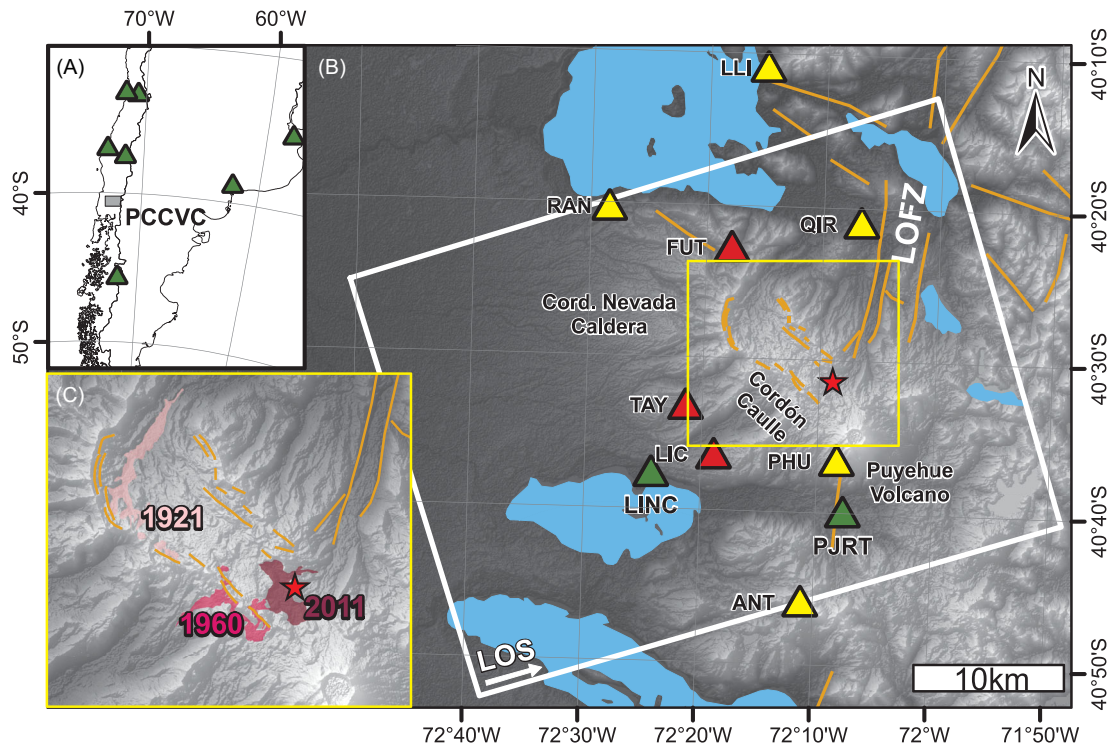 70°W
60°W
(A)
40°S
PCCVC
50°S
(B)
LLI
N
RAN
QIR
LOFZ
FUT
Cord. Nevada
Caldera
TAY
Cordón
Caulle
LIC
PHU
Puyehue
Volcano
LINC
PJRT
ANT
LOS
10km
40°10'S
40°20'S
40°30'S
40°40'S
40°50'S
(C)
1921
1960
2011
72°40'W
72°30'W
72°20'W
72°10'W
72°0'W
71°50'W